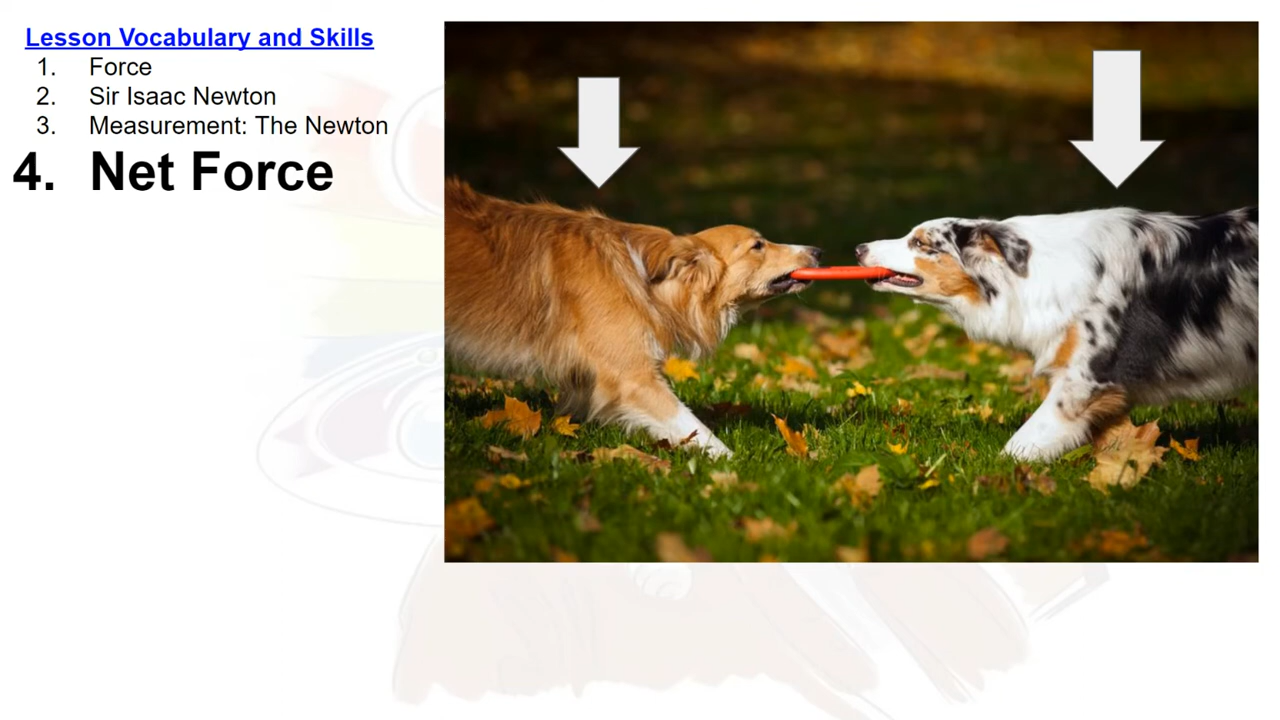 Lesson Vocabulary and Skills
1. Force
2. Sir Isaac Newton
3. Measurement: The Newton
4. Net Force